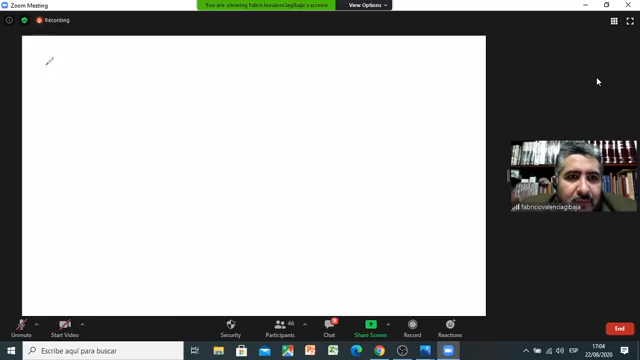 Zoom Meeting
You are viewing fabriciovalenciagibaja's screen
View Options
Recording
fabriciovalenciagibaja
Unmute
Start Video
Security
Participants
46
Chat
Share Screen
Record
Reactions
End
Escribe aquí para buscar
ESP
17:04
22/08/2020